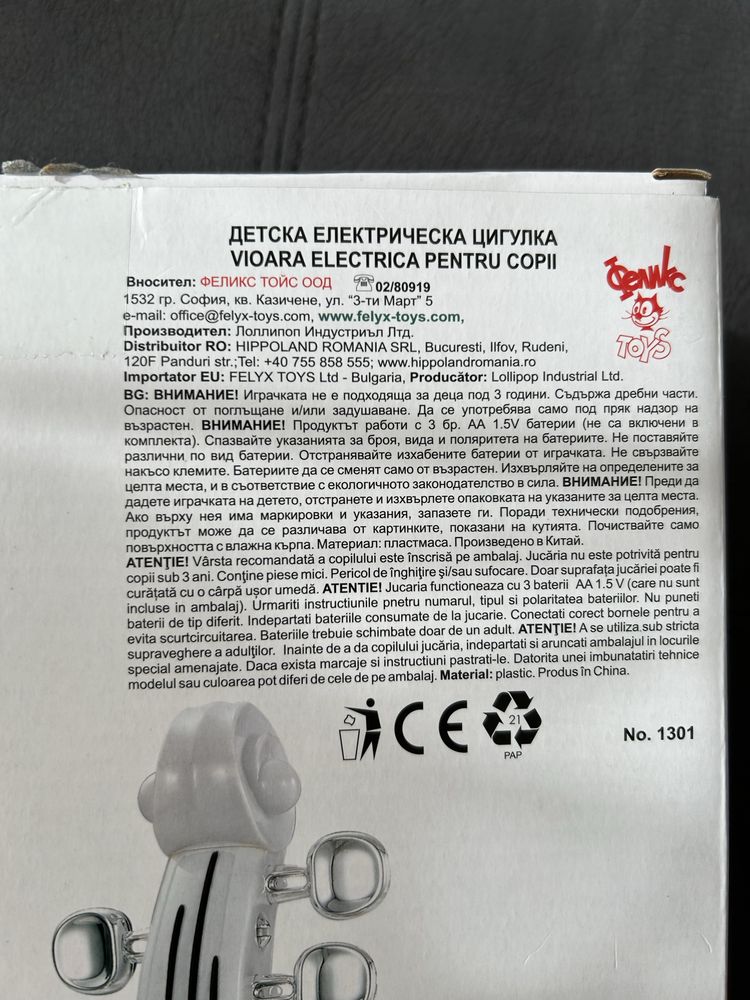 ДЕТСКА ЕЛЕКТРИЧЕСКА ЦИГУЛКА
VIOARA ELECTRICA PENTRU COPII
Вносител: ФЕЛИКС ТОЙС ООД ☎02/80919
1532 гр. София, кв. Казичене, ул. “3-ти Март” 5
e-mail: office@felyx-toys.com, www.felyx-toys.com,
Производител: Лоллипоп Индустриъл Лтд.
Distribuitor RO: HIPPOLAND ROMANIA SRL, Bucuresti, Ilfov, Rudeni,
120F Panduri str.;Tel: +40 755 858 555; www.hippolandromania.ro
Importator EU: FELYX TOYS Ltd - Bulgaria, Producător: Lollipop Industrial Ltd.
Феликс
TOYS
BG: ВНИМАНИЕ! Играчката не е подходяща за деца под 3 години. Съдържа дребни части.
Опасност от поглъщане и/или задушаване. Да се употребява само под пряк надзор на
възрастен. ВНИМАНИЕ! Продуктът работи с 3 бр. АА 1.5V батерии (не са включени в
комплекта). Спазвайте указанията за броя, вида и поляритета на батериите. Не поставяйте
различни по вид батерии. Отстранявайте изхабените батерии от играчката. Не свързвайте
накъсо клемите. Батериите да се сменят само от възрастен. Изхвърляйте на определените за
целта места, и в съответствие с екологичното законодателство в сила. ВНИМАНИЕ! Преди да
дадете играчката на детето, отстранете и изхвърлете опаковката на указаните за целта места.
Ако върху нея има маркировки и указания, запазете ги. Поради технически подобрения,
продуктът може да се различава от картинките, показани на кутията. Почиствайте само
повърхността с влажна кърпа. Материал: пластмаса. Произведено в Китай.
ATENŢIE! Vârsta recomandată a copilului este înscrisă pe ambalaj. Jucăria nu este potrivită pentru
copii sub 3 ani. Conţine piese mici. Pericol de înghiţire şi/sau sufocare. Doar suprafaţa jucăriei poate fi
curăţată cu o cârpă uşor umedă. ATENTIE! Jucaria functioneaza cu 3 baterii AA 1.5 V (care nu sunt
incluse in ambalaj). Urmariti instructiunile pnetru numarul, tipul si polaritatea bateriilor. Nu puneti
baterii de tip diferit. Indepartati bateriile consumate de la jucarie. Conectati corect bornele pentru a
evita scurtcircuitarea. Bateriile trebuie schimbate doar de un adult. ATENŢIE! A se utiliza sub stricta
supraveghere a adulţilor. Inainte de a da copilului jucăria, indepartati si aruncati ambalajul in locurile
special amenajate. Daca exista marcaje si instructiuni pastrati-le. Datorita unei imbunatatiri tehnice
modelul sau culoarea pot diferi de cele de pe ambalaj. Material: plastic. Produs în China.
CE
21
PAP
No. 1301